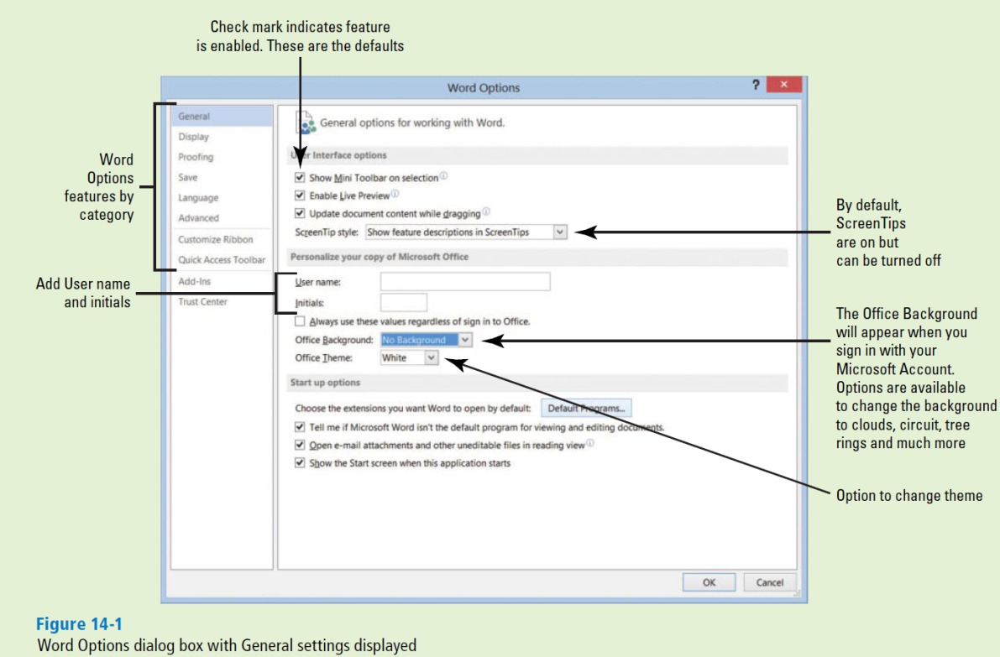 Check mark indicates feature
is enabled. These are the defaults
Word Options
?
General
Display
Proofing
Save
Language
Advanced
Customize Ribbon
Quick Access Toolbar
Add-Ins
Trust Center
General options for working with Word.
User Interface options
Show Mini Toolbar on selection
Enable Live Preview
Update document content while dragging
ScreenTip style: Show feature descriptions in ScreenTips
Personalize your copy of Microsoft Office
User name:
Initials:
Always use these values regardless of sign in to Office.
Office Background: No Background
Office Theme: White
Start up options
Choose the extensions you want Word to open by default: Default Programs...
Tell me if Microsoft Word isn't the default program for viewing and editing documents.
Open e-mail attachments and other uneditable files in reading view
Show the Start screen when this application starts
OK Cancel
Word
Options
features by
category
Add User name
and initials
By default,
ScreenTips
are on but
can be turned off
The Office Background
will appear when you
sign in with your
Microsoft Account.
Options are available
to change the background
to clouds, circuit, tree
rings and much more
Option to change theme
Figure 14-1
Word Options dialog box with General settings displayed